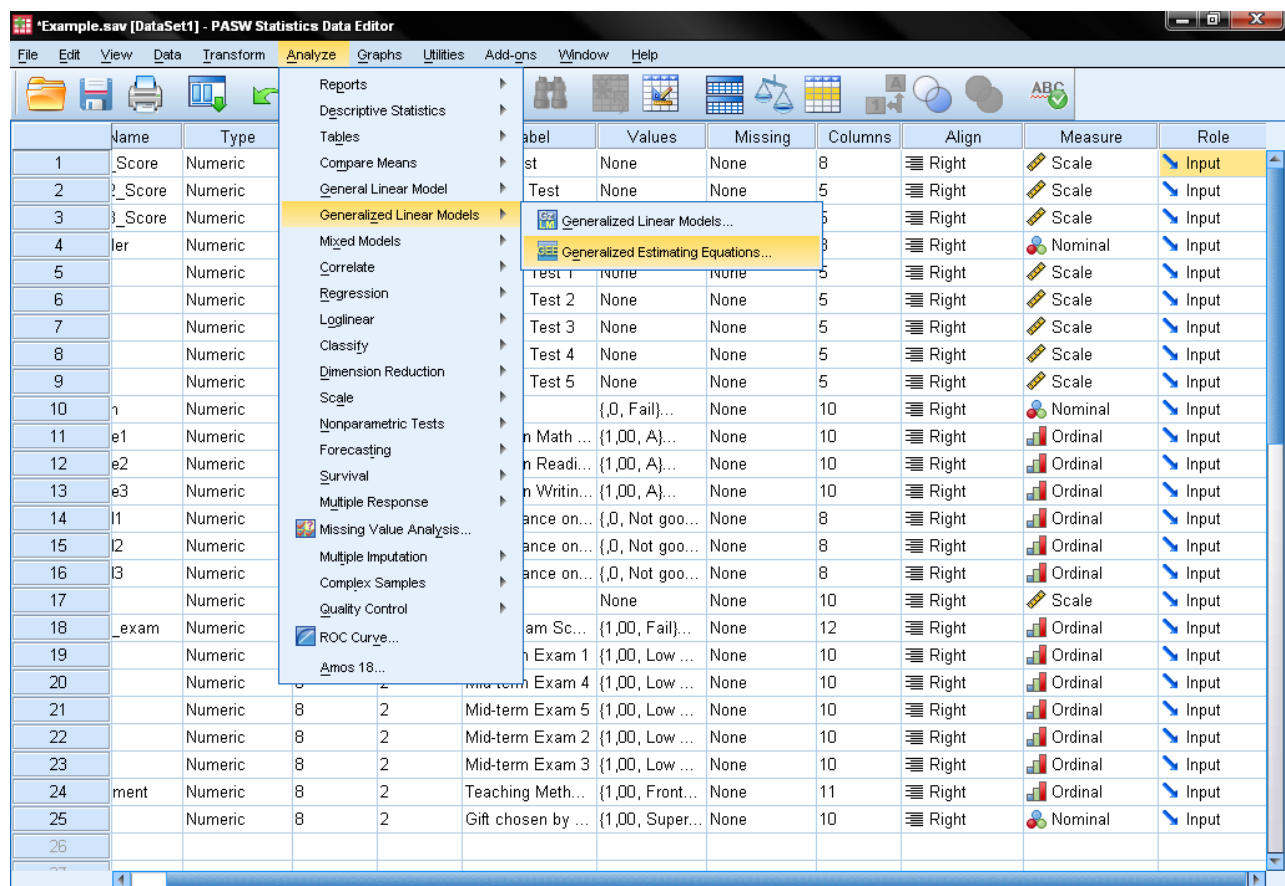 *Example.sav [DataSet1] - PASW Statistics Data Editor
File Edit View Data Transform Analyze Graphs Utilities Add-ons Window Help
ABC
Name Type abel Values Missing Columns Align Measure Role
1 _Score Numeric st None None 8 Right Scale Input
2 2_Score Numeric Test None None 5 Right Scale Input
3 3_Score Numeric 5 Right Scale Input
4 ler Numeric Right Nominal Input
5 Numeric Test 1 None None 5 Right Scale Input
6 Numeric Test 2 None None 5 Right Scale Input
7 Numeric Test 3 None None 5 Right Scale Input
8 Numeric Test 4 None None 5 Right Scale Input
9 Numeric Test 5 None None 5 Right Scale Input
10 n Numeric {,0, Fail}... None 10 Right Nominal Input
11 e1 Numeric n Math ... {1,00, A}... None 10 Right Ordinal Input
12 e2 Numeric n Readi... {1,00, A}... None 10 Right Ordinal Input
13 e3 Numeric n Writin... {1,00, A}... None 10 Right Ordinal Input
14 l1 Numeric ance on... {,0, Not goo... None 8 Right Ordinal Input
15 l2 Numeric ance on... {,0, Not goo... None 8 Right Ordinal Input
16 l3 Numeric ance on... {,0, Not goo... None 8 Right Ordinal Input
17 Numeric None None 10 Right Scale Input
18 _exam Numeric am Sc... {1,00, Fail}... None 12 Right Ordinal Input
19 Numeric n Exam 1 {1,00, Low ... None 10 Right Ordinal Input
20 Numeric 8 2 Mid-term Exam 4 {1,00, Low ... None 10 Right Ordinal Input
21 Numeric 8 2 Mid-term Exam 5 {1,00, Low ... None 10 Right Ordinal Input
22 Numeric 8 2 Mid-term Exam 2 {1,00, Low ... None 10 Right Ordinal Input
23 Numeric 8 2 Mid-term Exam 3 {1,00, Low ... None 10 Right Ordinal Input
24 ment Numeric 8 2 Teaching Meth... {1,00, Front... None 11 Right Ordinal Input
25 Numeric 8 2 Gift chosen by ... {1,00, Super... None 10 Right Nominal Input
26
Reports
Descriptive Statistics
Tables
Compare Means
General Linear Model
Generalized Linear Models
Mixed Models
Correlate
Regression
Loglinear
Classify
Dimension Reduction
Scale
Nonparametric Tests
Forecasting
Survival
Multiple Response
Missing Value Analysis...
Multiple Imputation
Complex Samples
Quality Control
ROC Curve...
Amos 18...
Generalized Linear Models...
GEE Generalized Estimating Equations...